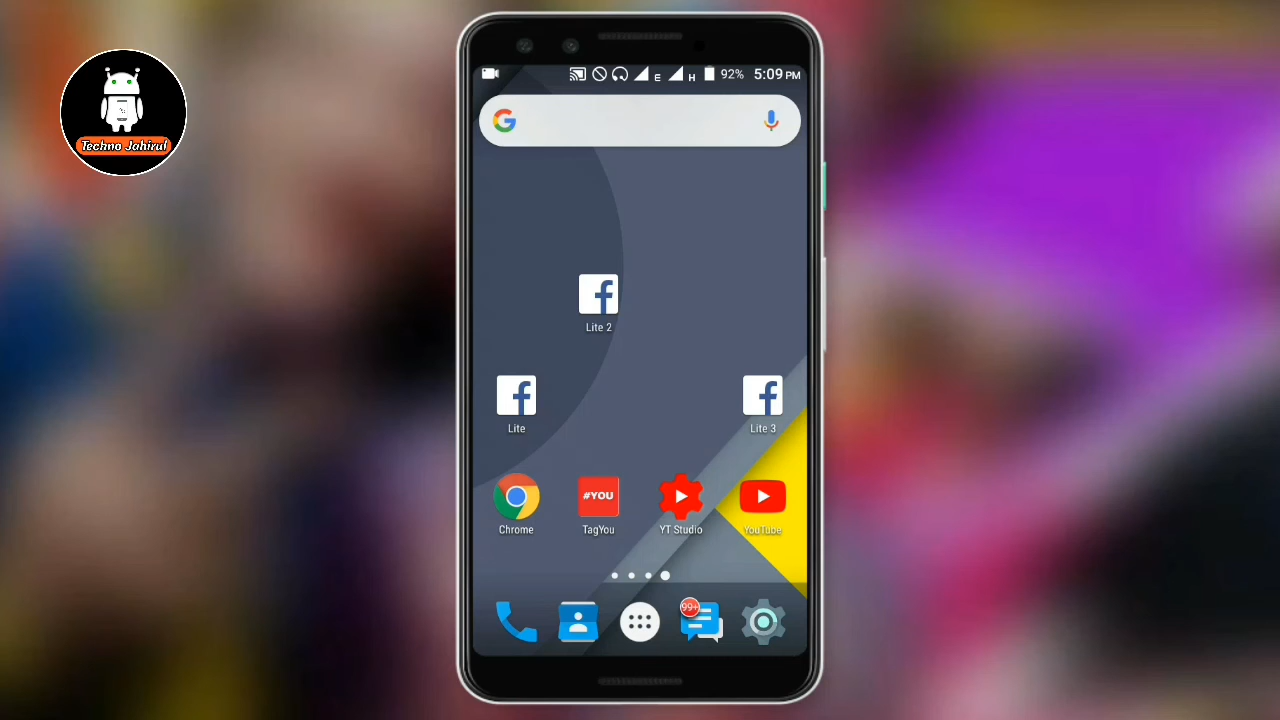 Techno Jahirul
E H 92% 5:09 PM
Lite 2
Lite
Lite 3
#YOU
Chrome
TagYou
YT Studio
YouTube
99+